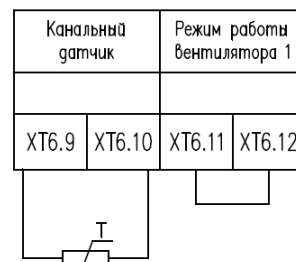 Канальный
датчик
Режим работы
вентилятора 1
XT6.9
XT6.10
XT6.11
XT6.12
T